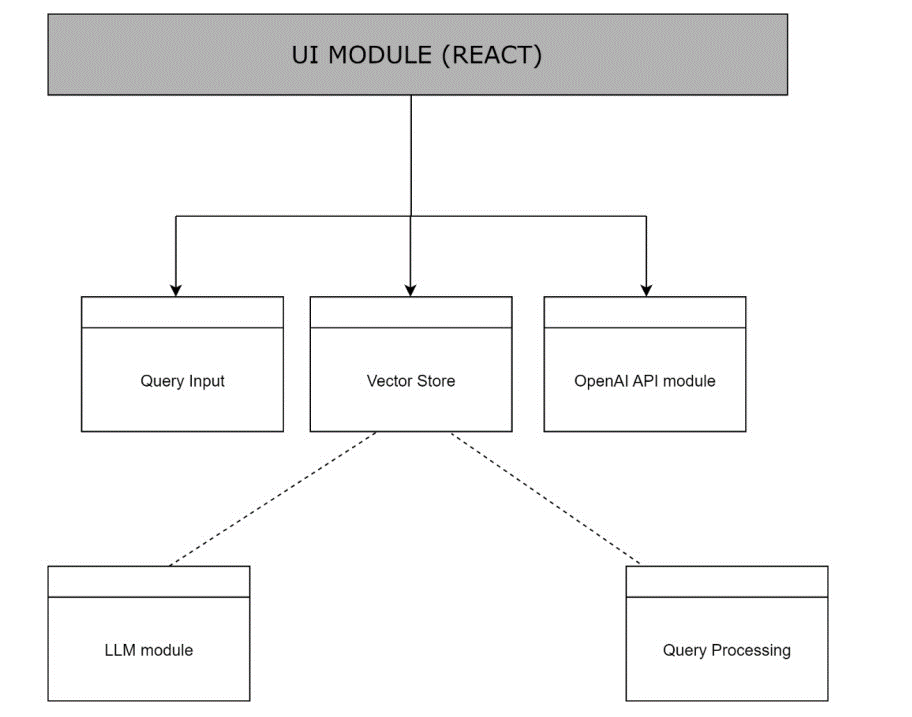 UI MODULE (REACT)
Query Input
Vector Store
OpenAI API module
LLM module
Query Processing